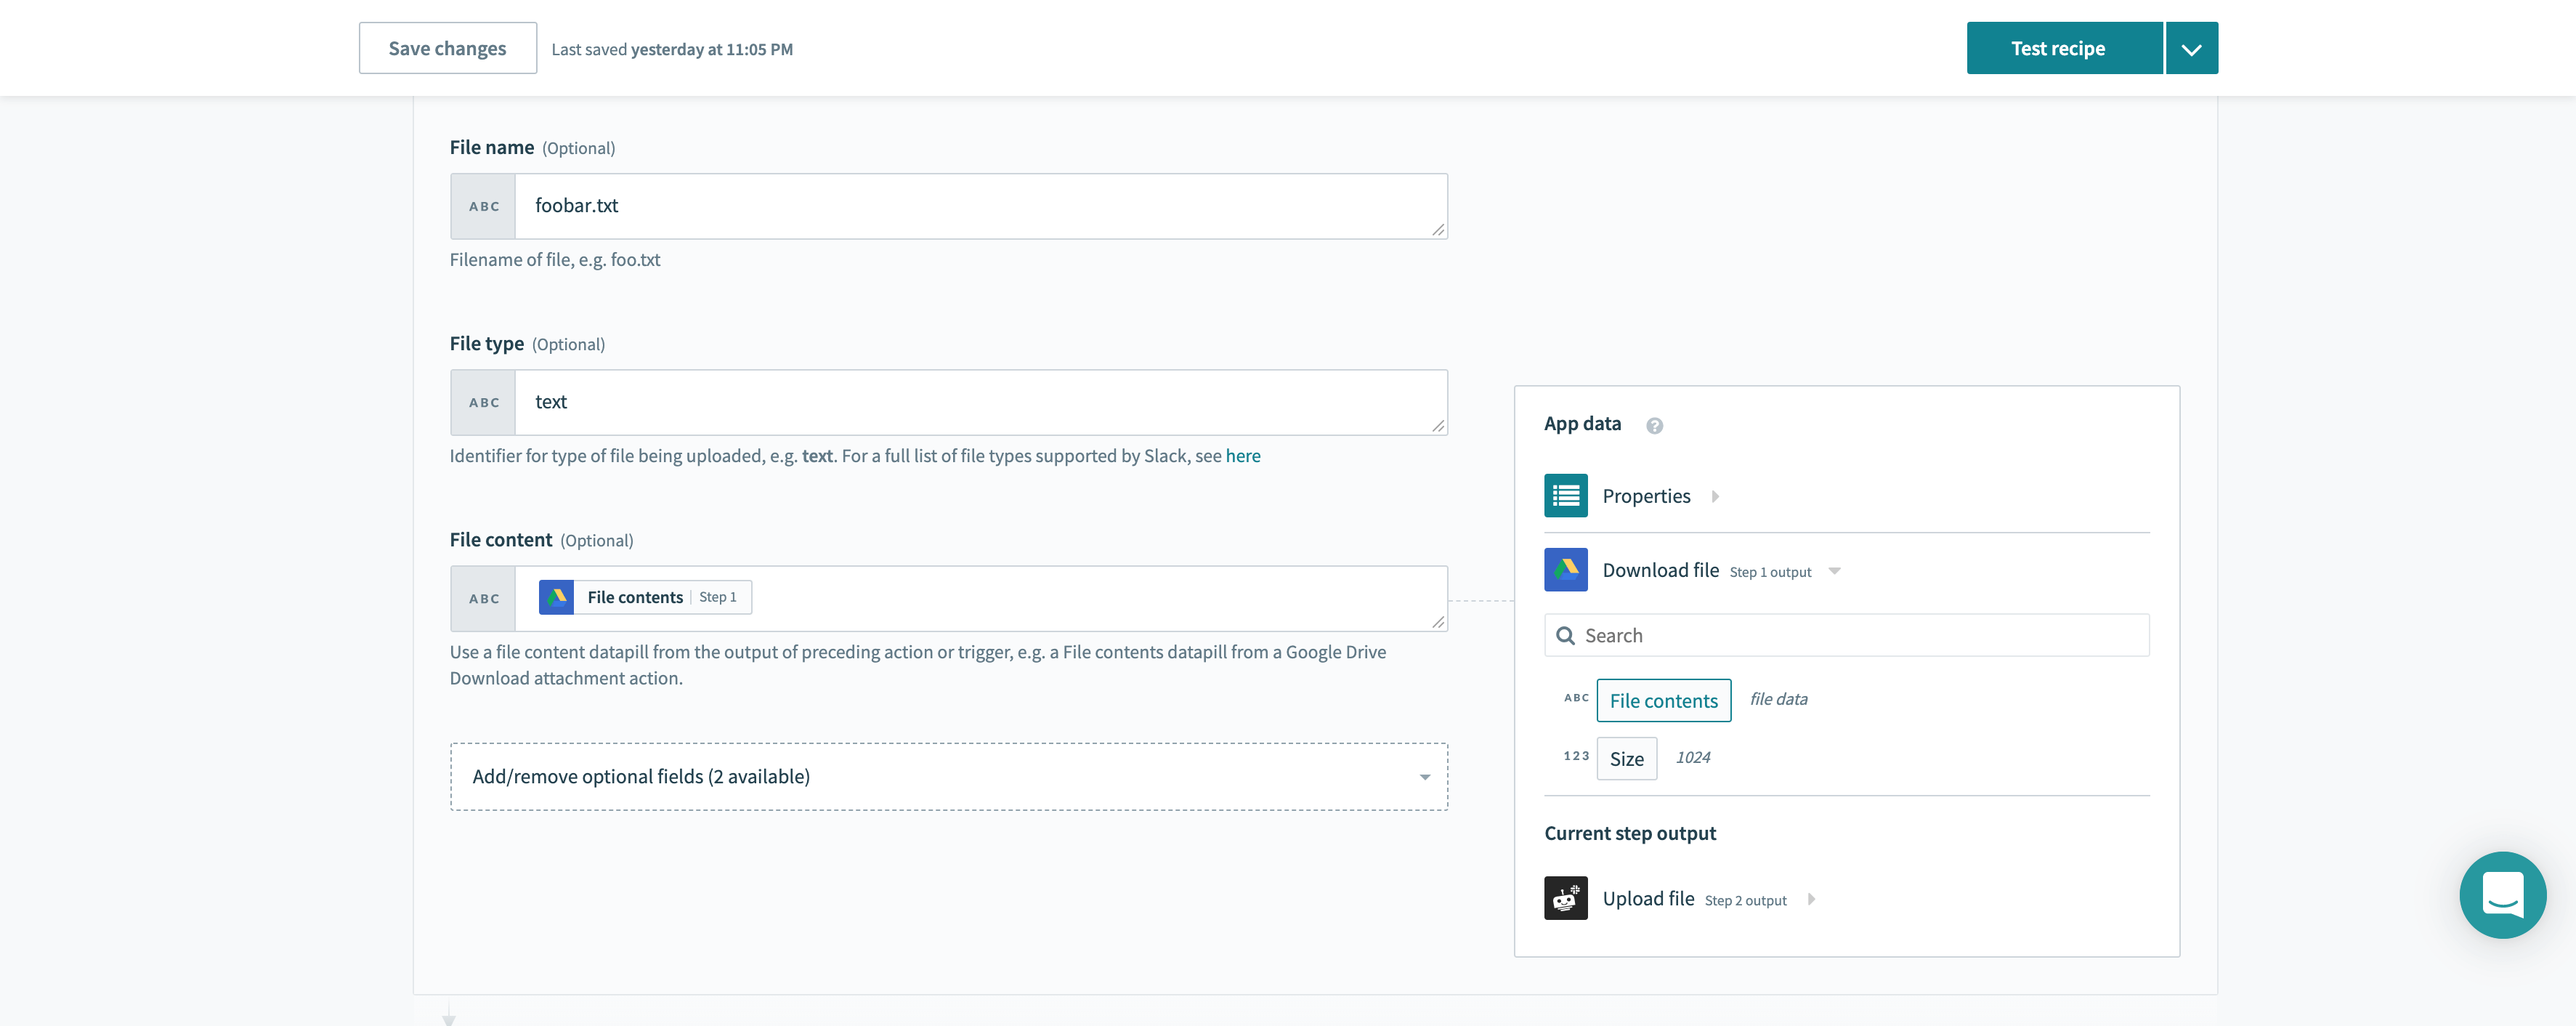 Save changes Last saved yesterday at 11:05 PM Test recipe
File name (Optional)
ABC foobar.txt
Filename of file, e.g. foo.txt
File type (Optional)
ABC text
Identifier for type of file being uploaded, e.g. text. For a full list of file types supported by Slack, see here
File content (Optional)
ABC File contents | Step 1
Use a file content datapill from the output of preceding action or trigger, e.g. a File contents datapill from a Google Drive
Download attachment action.
Add/remove optional fields (2 available)
App data ?
Properties
Download file Step 1 output
Search
ABC File contents file data
123 Size 1024
Current step output
Upload file Step 2 output